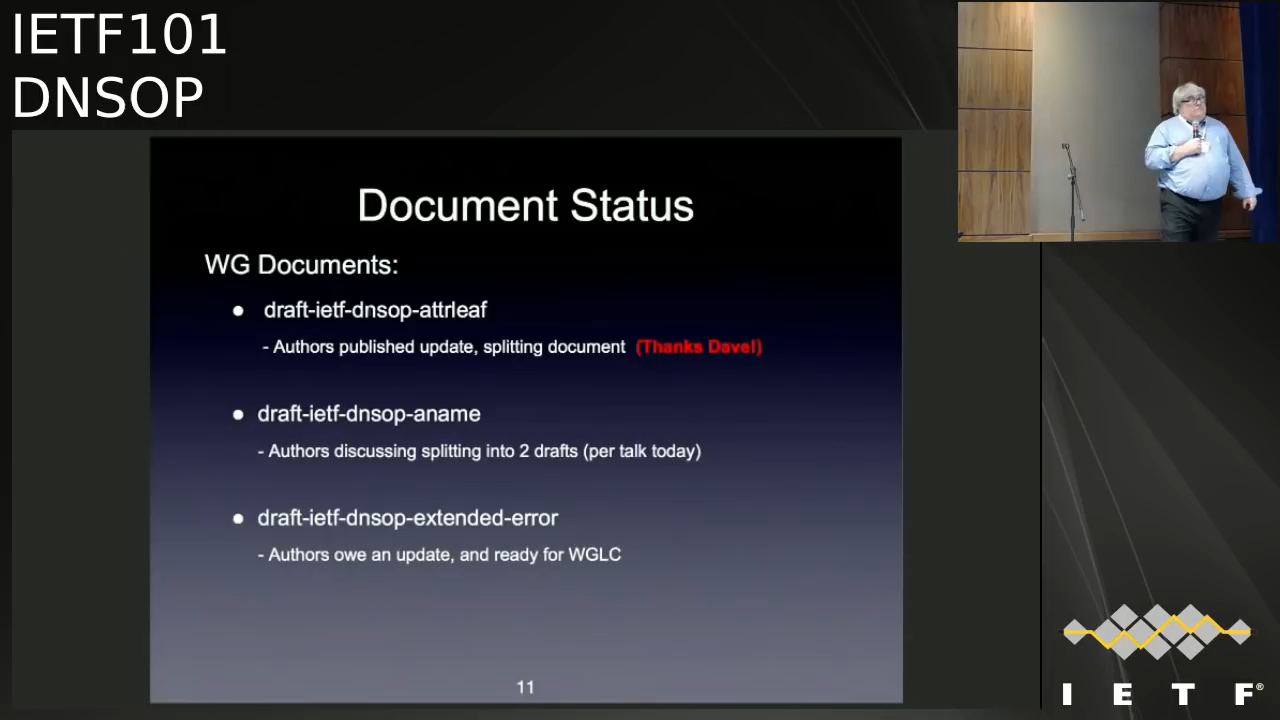 IETF101
DNSOP
Document Status
WG Documents:
● draft-ietf-dnsop-attrleaf
- Authors published update, splitting document (Thanks Dave!)
● draft-ietf-dnsop-aname
- Authors discussing splitting into 2 drafts (per talk today)
● draft-ietf-dnsop-extended-error
- Authors owe an update, and ready for WGLC
11
I E T F®